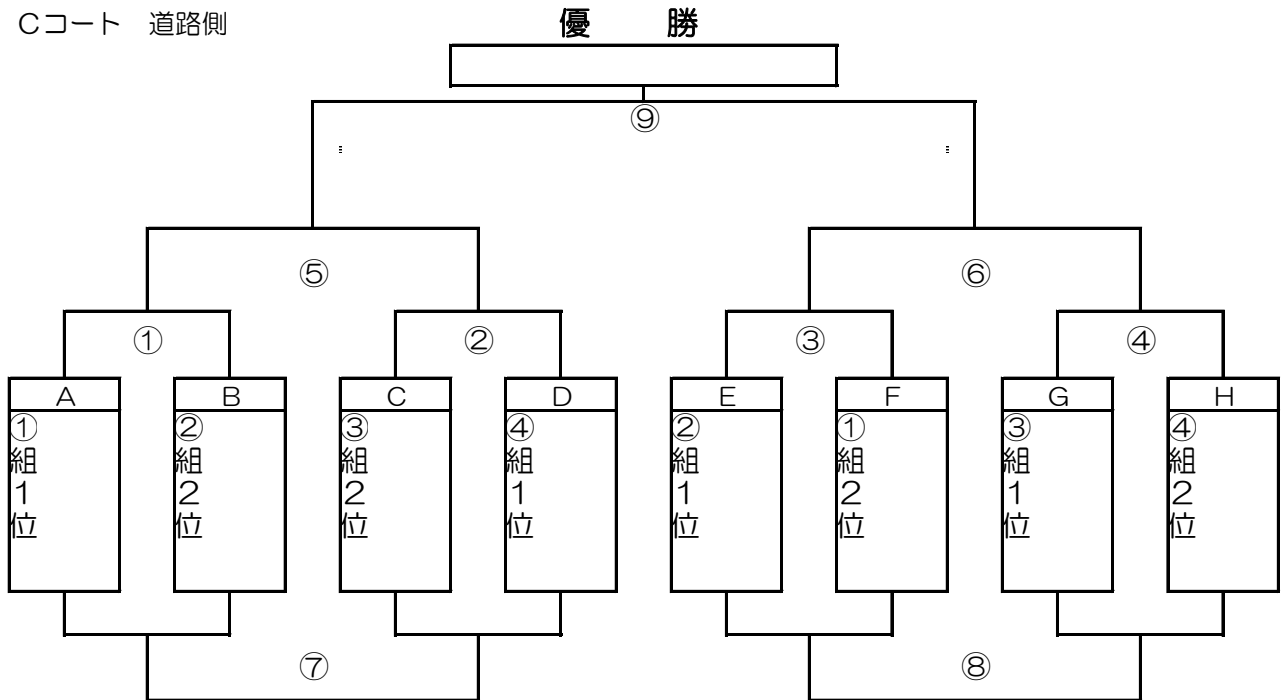 Cコート　道路側
優　勝
⑨
⑤ ⑥
① ② ③ ④
A B C D E F G H
①組1位
②組2位
③組2位
④組1位
②組1位
①組2位
③組1位
④組2位
⑦ ⑧